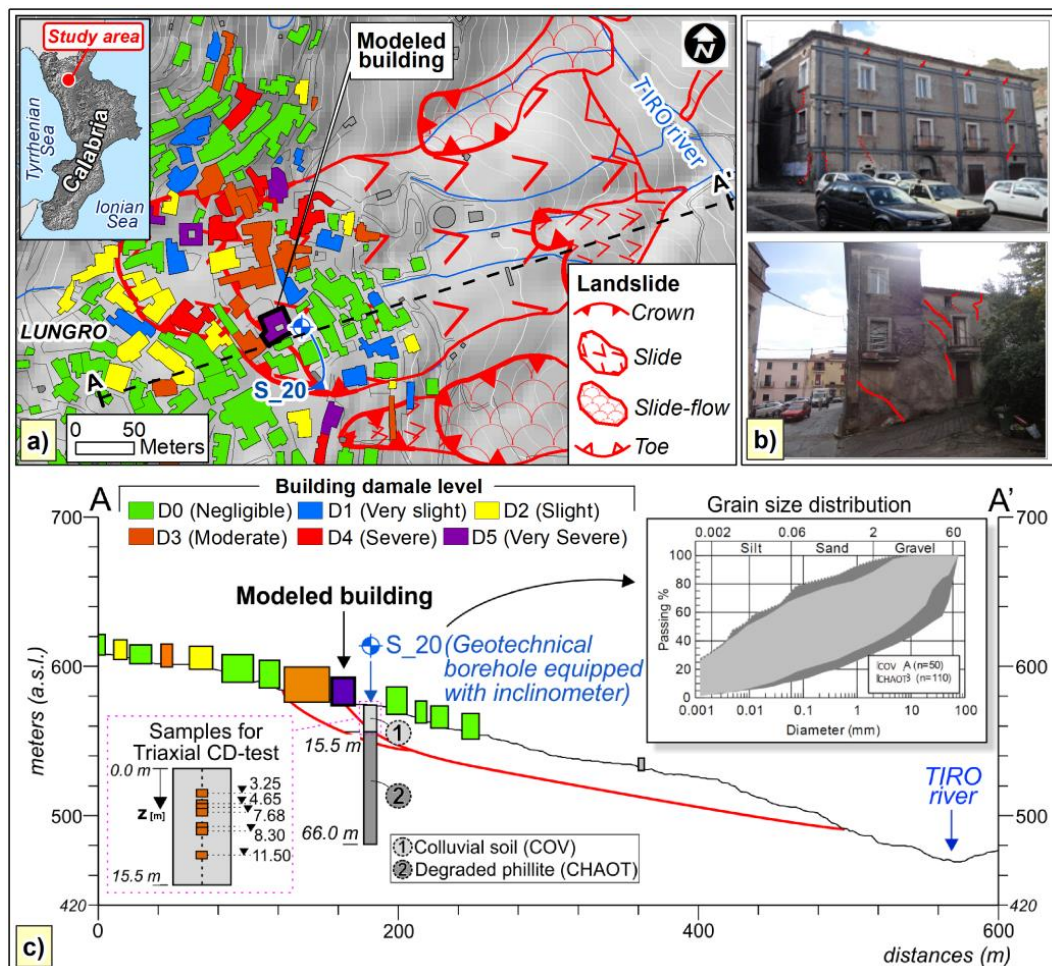 Study area
Tyrrhenian
Sea
Calabria
Ionian
Sea
Modeled
building
N
TIRO river
A'
LUNGRO
A
S_20
0 50
Meters
a)
Landslide
Crown
Slide
Slide-flow
Toe
b)
A
A'
Building damale level
D0 (Negligible)
D1 (Very slight)
D2 (Slight)
D3 (Moderate)
D4 (Severe)
D5 (Very Severe)
700
600
500
420
meters (a.s.l.)
Modeled building
S_20 (Geotechnical
borehole equipped
with inclinometer)
Grain size distribution
0.002 0.06 2 60
Silt Sand Gravel
100
80
60
40
20
0
Passing %
0.001 0.01 0.1 1 10 100
Diameter (mm)
(n=50)
(n=110)
Samples for
Triaxial CD-test
0.0 m
z [m]
3.25
4.65
7.68
8.30
11.50
15.5 m
15.5 m
66.0 m
1
2
1 Colluvial soil (COV)
2 Degraded phillite (CHAOT)
TIRO
river
700
600
500
420
0 200 400 600
distances (m)
c)